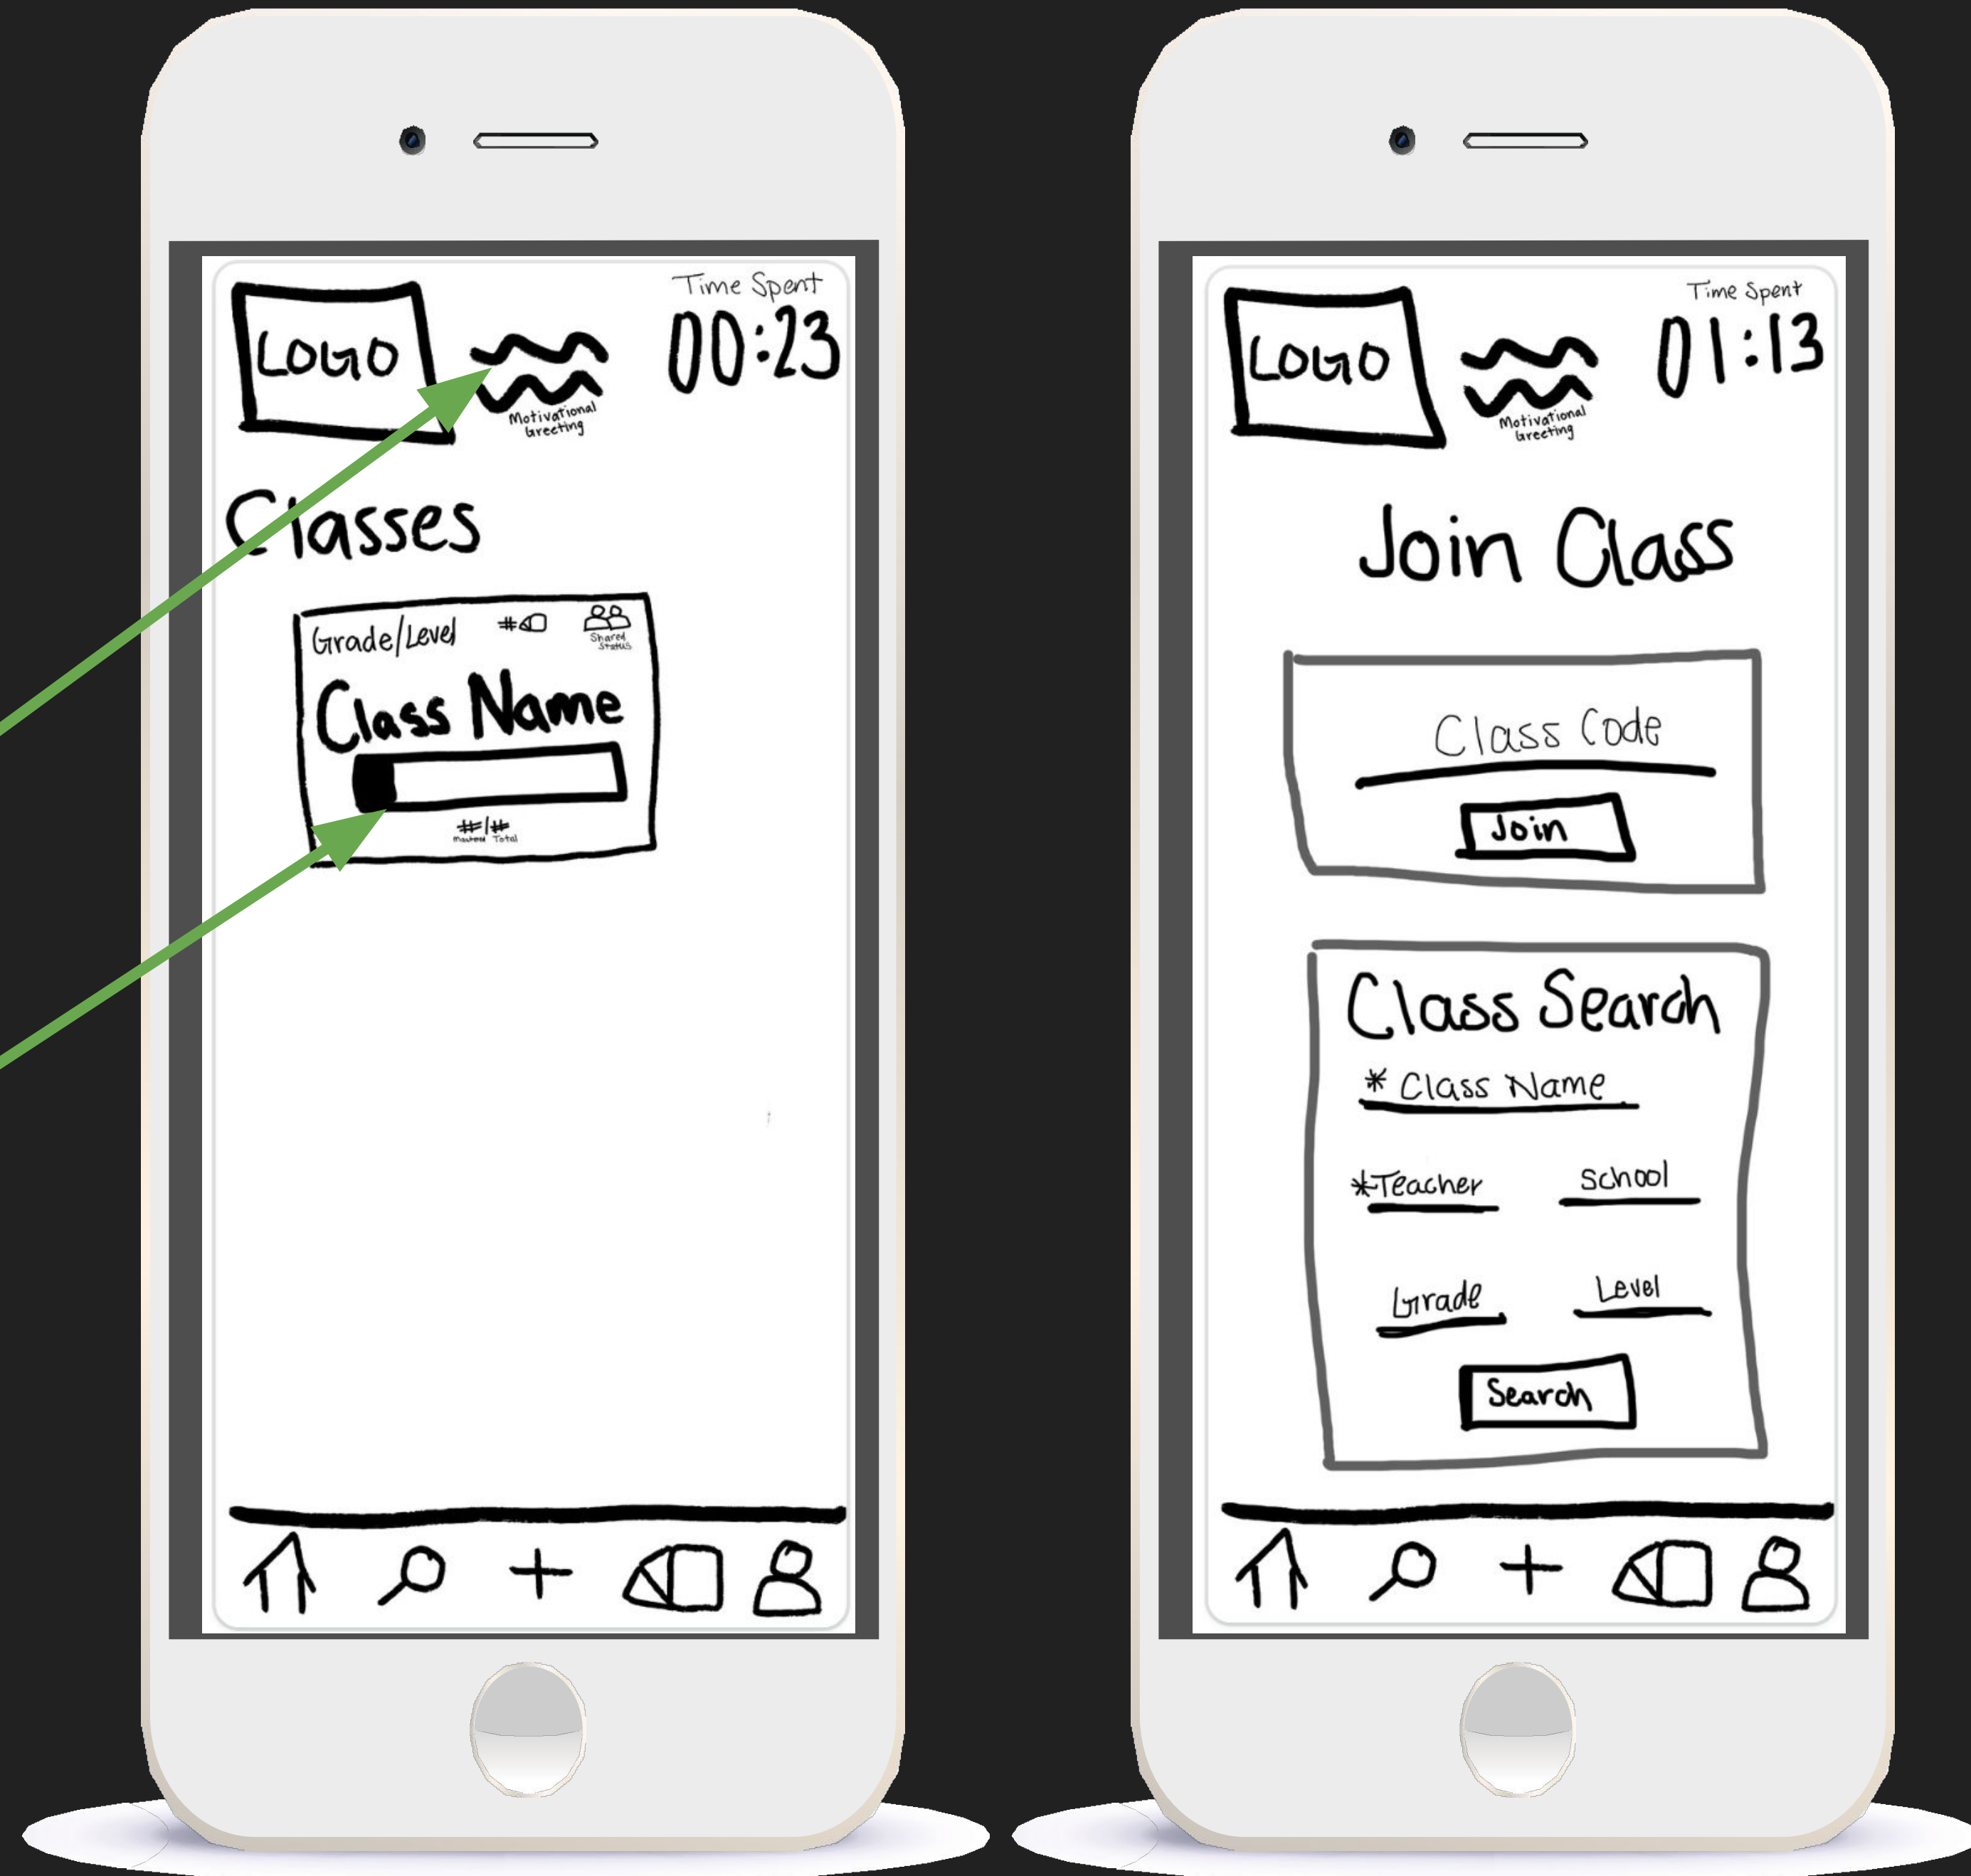 Time Spent
LOGO
00:23
Motivational
Greeting
Classes
Grade/Level
#
Shared
Status
Class Name
#/#
Mastered Total
Time Spent
LOGO
01:13
Motivational
Greeting
Join Class
Class Code
Join
Class Search
* Class Name
*Teacher
School
Grade
Level
Search